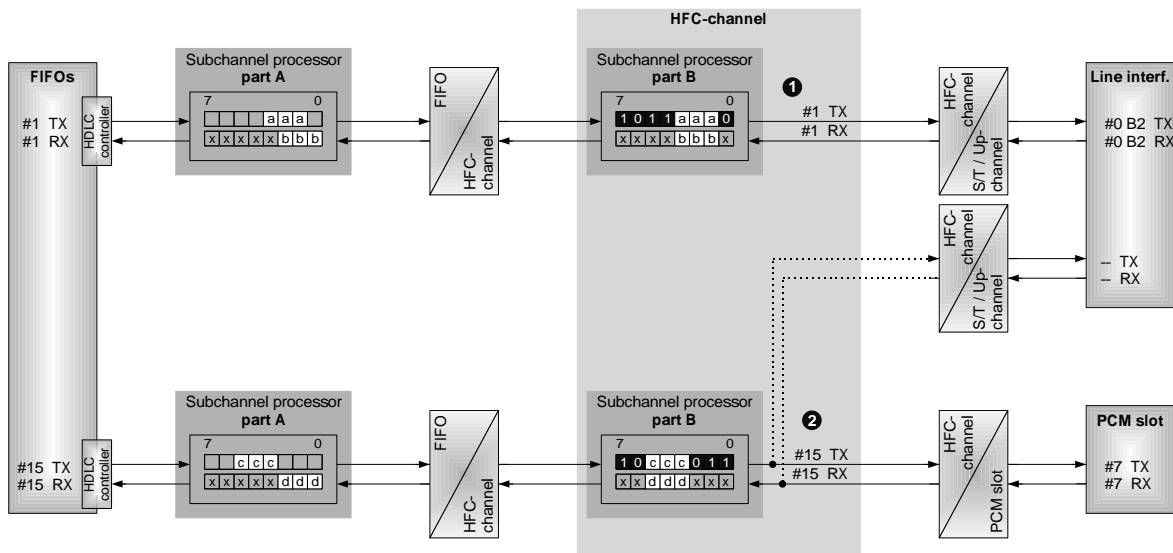 HFC-channel
FIFOs
HDLC controller
#1 TX
#1 RX
Subchannel processor
part A
7 0
a a a
x x x x x b b b
FIFO
HFC-channel
Subchannel processor
part B
7 0
1 0 1 1 a a a 0
x x x x b b b x
1
#1 TX
#1 RX
HFC-channel
S/T / Up-channel
Line interf.
#0 B2 TX
#0 B2 RX
HFC-channel
S/T / Up-channel
-- TX
-- RX
#15 TX
#15 RX
HDLC controller
Subchannel processor
part A
7 0
c c c
x x x x x d d d
FIFO
HFC-channel
Subchannel processor
part B
7 0
1 0 c c c 0 1 1
x x d d d x x x
2
#15 TX
#15 RX
HFC-channel
PCM slot
PCM slot
#7 TX
#7 RX